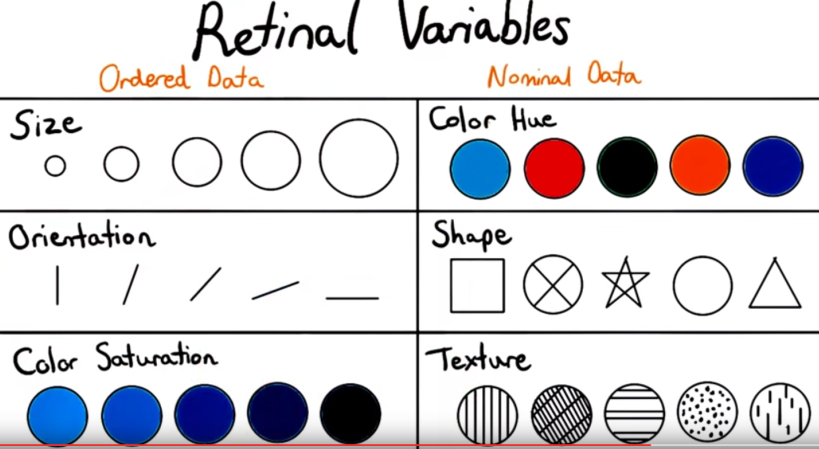 Retinal Variables
Ordered Data
Nominal Data
Size
Color Hue
Orientation
Shape
Color Saturation
Texture